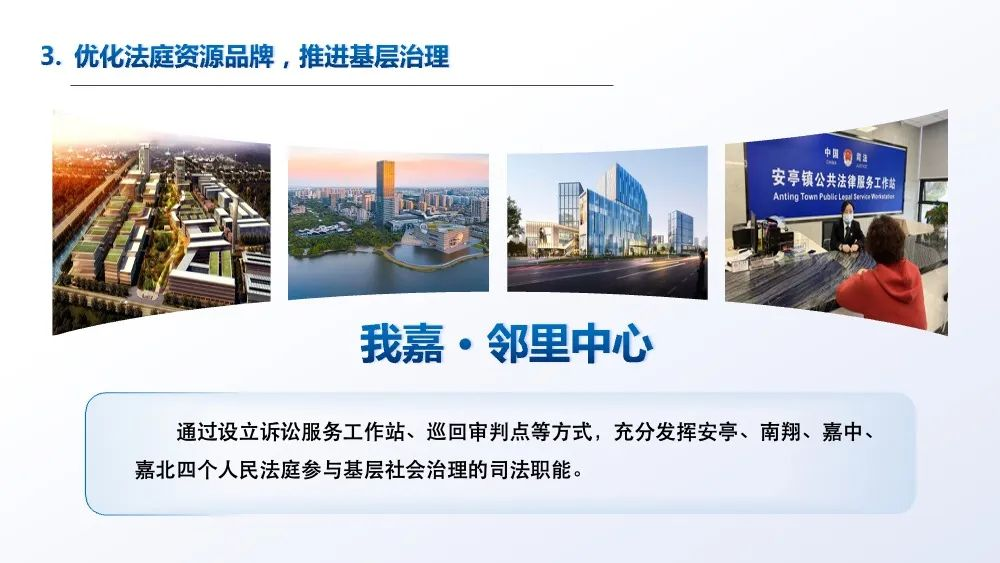 3. 优化法庭资源品牌，推进基层治理
中国 司法
CHINA JUSTICE
安亭镇公共法律服务工作站
Anting Town Public Legal Service Workstation
我嘉·邻里中心
通过设立诉讼服务工作站、巡回审判点等方式，充分发挥安亭、南翔、嘉中、
嘉北四个人民法庭参与基层社会治理的司法职能。